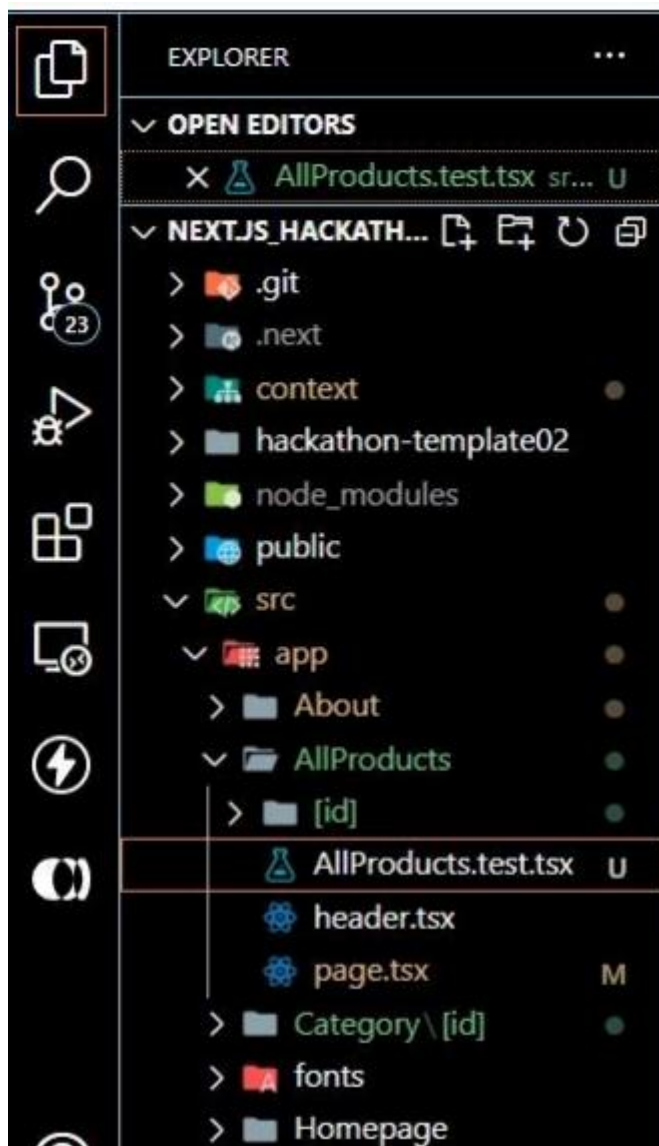 EXPLORER ...
OPEN EDITORS
AllProducts.test.tsx sr... U
NEXT.JS_HACKATH...
.git
23
.next
context
hackathon-template02
node_modules
public
src
app
About
AllProducts
[id]
AllProducts.test.tsx U
header.tsx
page.tsx M
Category\[id]
fonts
Homepage